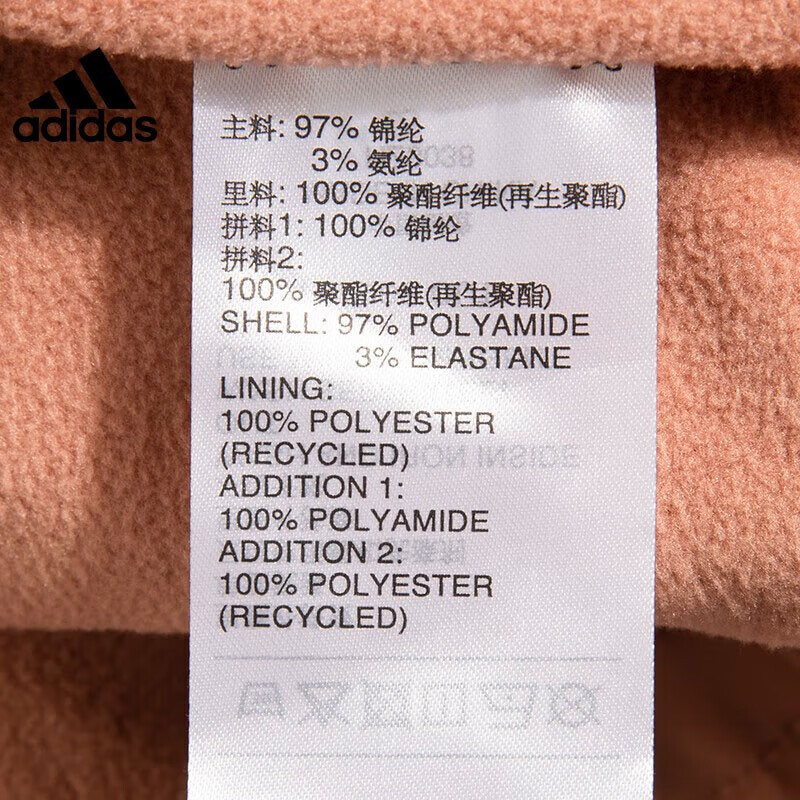 adidas
主料: 97% 锦纶
3% 氨纶
里料: 100% 聚酯纤维(再生聚酯)
拼料1: 100% 锦纶
拼料2:
100% 聚酯纤维(再生聚酯)
SHELL: 97% POLYAMIDE
3% ELASTANE
LINING:
100% POLYESTER
(RECYCLED)
ADDITION 1:
100% POLYAMIDE
ADDITION 2:
100% POLYESTER
(RECYCLED)